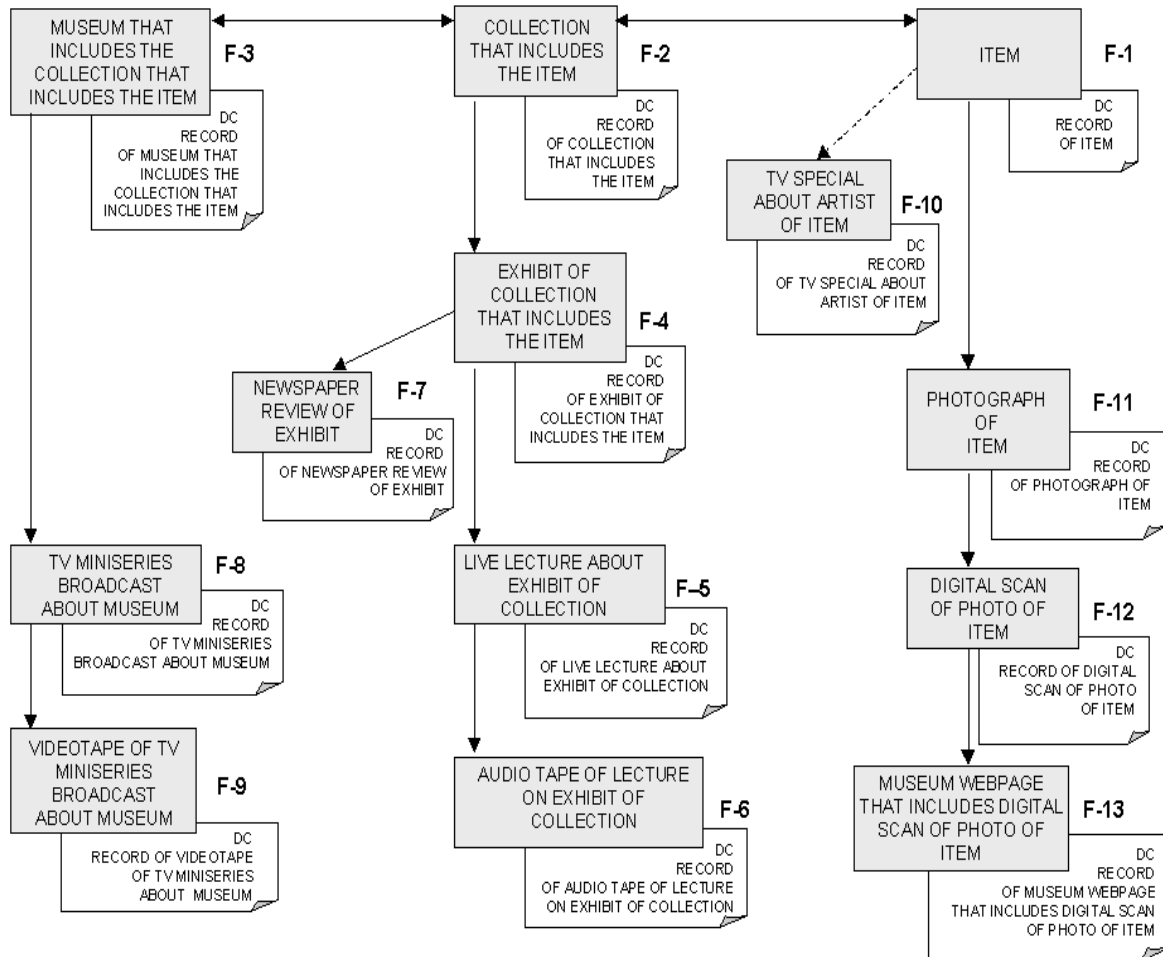 MUSEUM THAT
INCLUDES THE
COLLECTION THAT
INCLUDES THE ITEM
F-3
DC
RECORD
OF MUSEUM THAT
INCLUDES THE
COLLECTION THAT
INCLUDES THE ITEM
COLLECTION
THAT INCLUDES
THE ITEM
F-2
DC
RECORD
OF COLLECTION
THAT INCLUDES
THE ITEM
ITEM
F-1
DC
RECORD
OF ITEM
TV SPECIAL
ABOUT ARTIST
OF ITEM
F-10
DC
RECORD
OF TV SPECIAL ABOUT
ARTIST OF ITEM
EXHIBIT OF
COLLECTION
THAT INCLUDES
THE ITEM
F-4
DC
RECORD
OF EXHIBIT OF
COLLECTION THAT
INCLUDES THE ITEM
NEWSPAPER
REVIEW OF
EXHIBIT
F-7
DC
RECORD
OF NEWSPAPER REVIEW
OF EXHIBIT
PHOTOGRAPH
OF
ITEM
F-11
DC
RECORD
OF PHOTOGRAPH OF
ITEM
TV MINISERIES
BROADCAST
ABOUT MUSEUM
F-8
DC
RECORD
OF TV MINISERIES
BROADCAST ABOUT MUSEUM
LIVE LECTURE ABOUT
EXHIBIT OF
COLLECTION
F–5
DC
RECORD
OF LIVE LECTURE ABOUT
EXHIBIT OF COLLECTION
DIGITAL SCAN
OF PHOTO OF
ITEM
F-12
DC
RECORD OF DIGITAL
SCAN OF PHOTO
OF ITEM
VIDEOTAPE OF TV
MINISERIES
BROADCAST
ABOUT MUSEUM
F-9
DC
RECORD OF VIDEOTAPE
OF TV MINISERIES
ABOUT MUSEUM
AUDIO TAPE OF LECTURE
ON EXHIBIT OF
COLLECTION
F-6
DC
RECORD
OF AUDIO TAPE OF LECTURE
ON EXHIBIT OF COLLECTION
MUSEUM WEBPAGE
THAT INCLUDES DIGITAL
SCAN OF PHOTO OF
ITEM
F-13
DC
RECORD
OF MUSEUM WEBPAGE
THAT INCLUDES DIGITAL SCAN
OF PHOTO OF ITEM